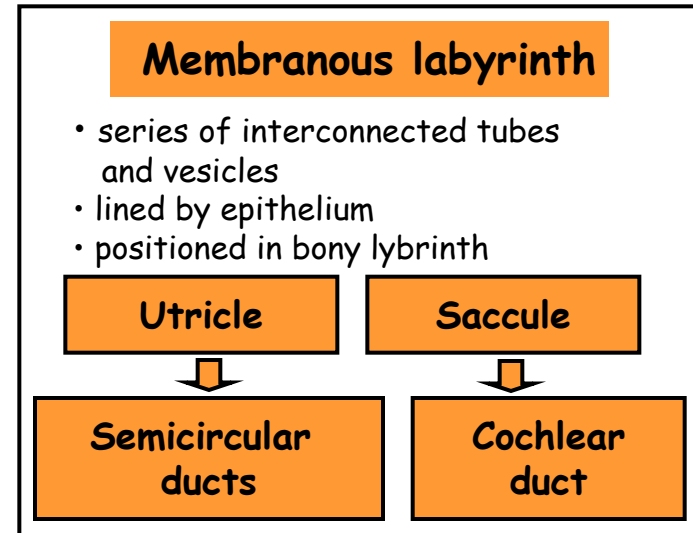 Membranous labyrinth
• series of interconnected tubes
and vesicles
• lined by epithelium
• positioned in bony lybrinth
Utricle
Saccule
Semicircular
ducts
Cochlear
duct